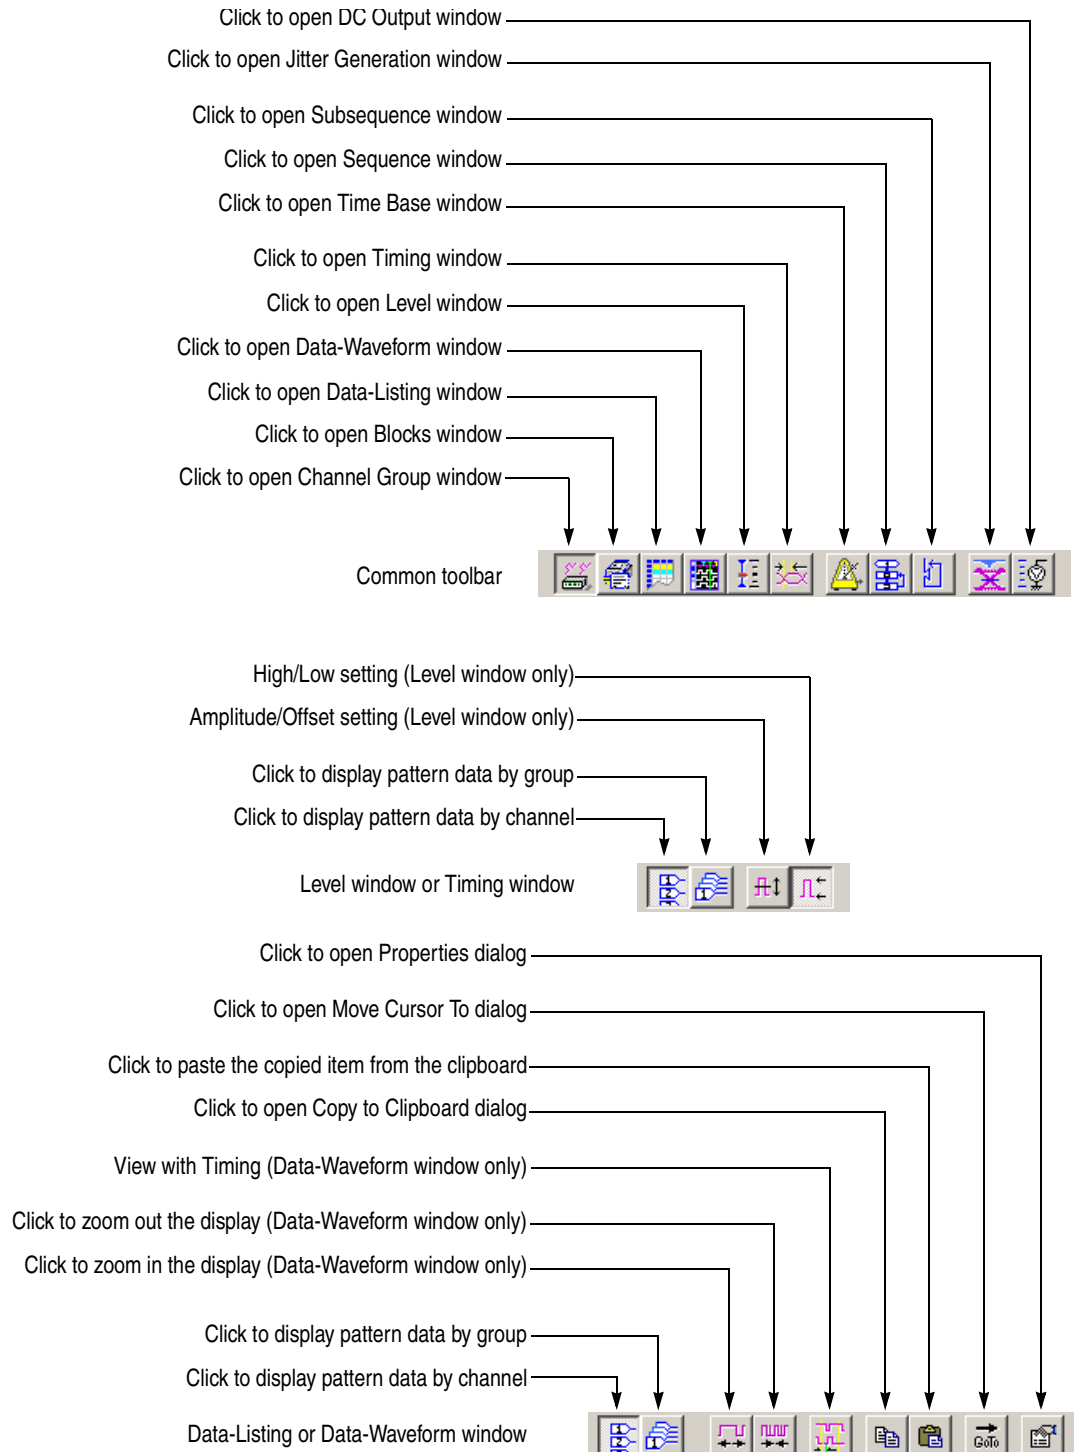 Click to open DC Output window
Click to open Jitter Generation window
Click to open Subsequence window
Click to open Sequence window
Click to open Time Base window
Click to open Timing window
Click to open Level window
Click to open Data-Waveform window
Click to open Data-Listing window
Click to open Blocks window
Click to open Channel Group window
Common toolbar
High/Low setting (Level window only)
Amplitude/Offset setting (Level window only)
Click to display pattern data by group
Click to display pattern data by channel
Level window or Timing window
1
2
1
Click to open Properties dialog
Click to open Move Cursor To dialog
Click to paste the copied item from the clipboard
Click to open Copy to Clipboard dialog
View with Timing (Data-Waveform window only)
Click to zoom out the display (Data-Waveform window only)
Click to zoom in the display (Data-Waveform window only)
Click to display pattern data by group
Click to display pattern data by channel
Data-Listing or Data-Waveform window
1
2
1
GoTo